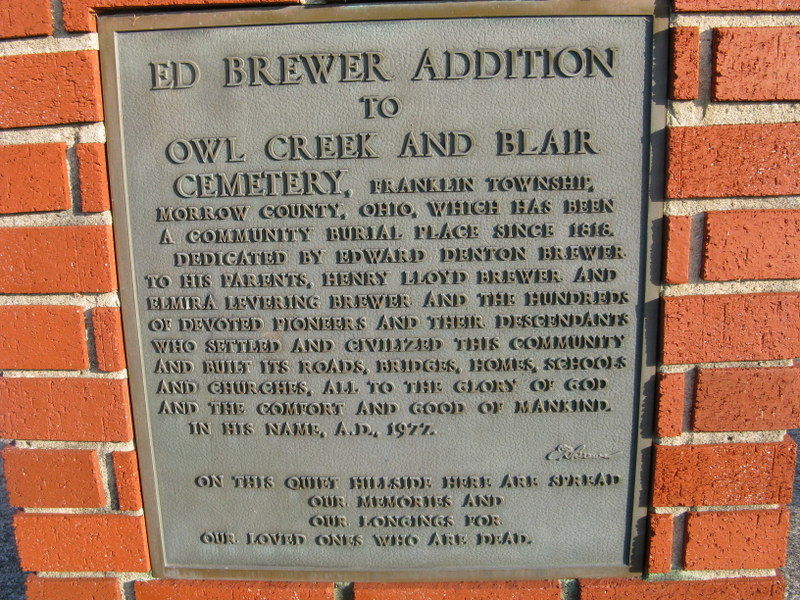 ED BREWER ADDITION
TO
OWL CREEK AND BLAIR
CEMETERY, FRANKLIN TOWNSHIP,
MORROW COUNTY, OHIO, WHICH HAS BEEN
A COMMUNITY BURIAL PLACE SINCE 1818.
DEDICATED BY EDWARD DENTON BREWER
TO HIS PARENTS, HENRY LLOYD BREWER AND
ELMIRA LEVERING BREWER AND THE HUNDREDS
OF DEVOTED PIONEERS AND THEIR DESCENDANTS
WHO SETTLED AND CIVILIZED THIS COMMUNITY
AND BUILT ITS ROADS, BRIDGES, HOMES, SCHOOLS
AND CHURCHES, ALL TO THE GLORY OF GOD
AND THE COMFORT AND GOOD OF MANKIND.
IN HIS NAME, A.D., 1977.
ON THIS QUIET HILLSIDE HERE ARE SPREAD
OUR MEMORIES AND
OUR LONGINGS FOR
OUR LOVED ONES WHO ARE DEAD.